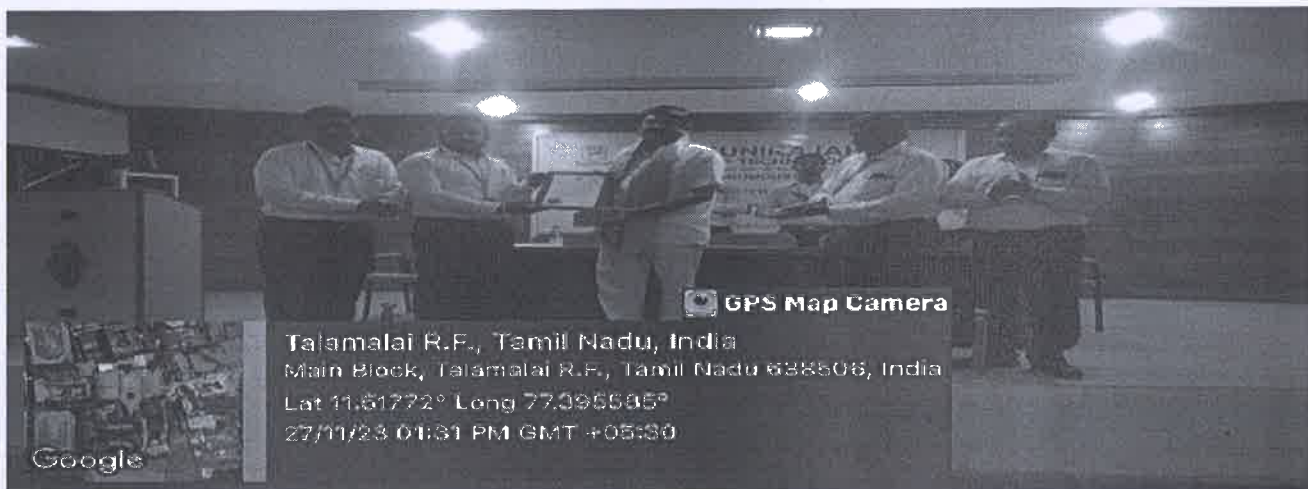 GPS Map Camera
Talamalai R.F., Tamil Nadu, India
Main Block, Talamalai R.F., Tamil Nadu 638506, India
Lat 11.51772° Long 77.395585°
27/11/23 01:31 PM GMT +05:30
Google